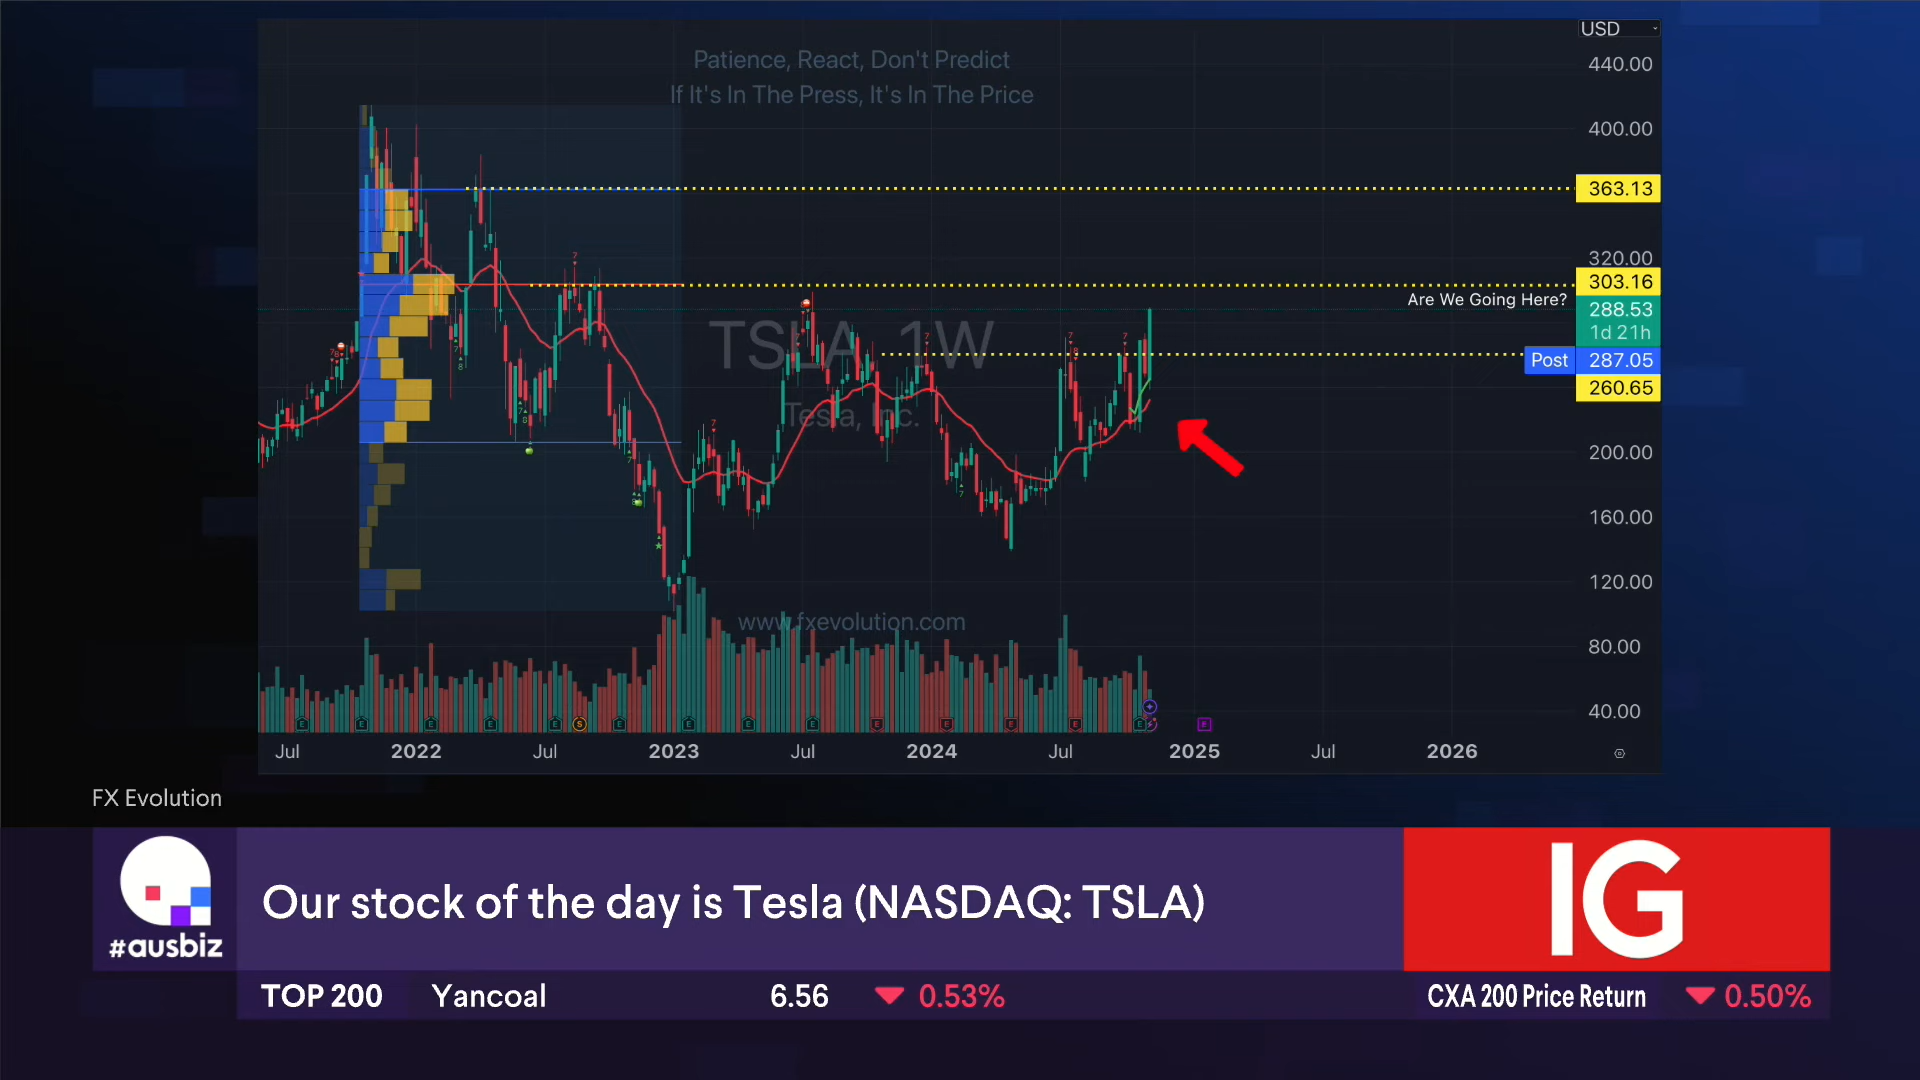 USD
Patience, React, Don't Predict
If It's In The Press, It's In The Price
440.00
400.00
363.13
320.00
303.16
Are We Going Here?
288.53
1d 21h
Post 287.05
260.65
TSLA, 1W
Tesla, Inc.
200.00
160.00
120.00
www.fxevolution.com
80.00
40.00
Jul 2022 Jul 2023 Jul 2024 Jul 2025 Jul 2026
FX Evolution
#ausbiz
Our stock of the day is Tesla (NASDAQ: TSLA)
IG
TOP 200 Yancoal 6.56 0.53%
CXA 200 Price Return 0.50%